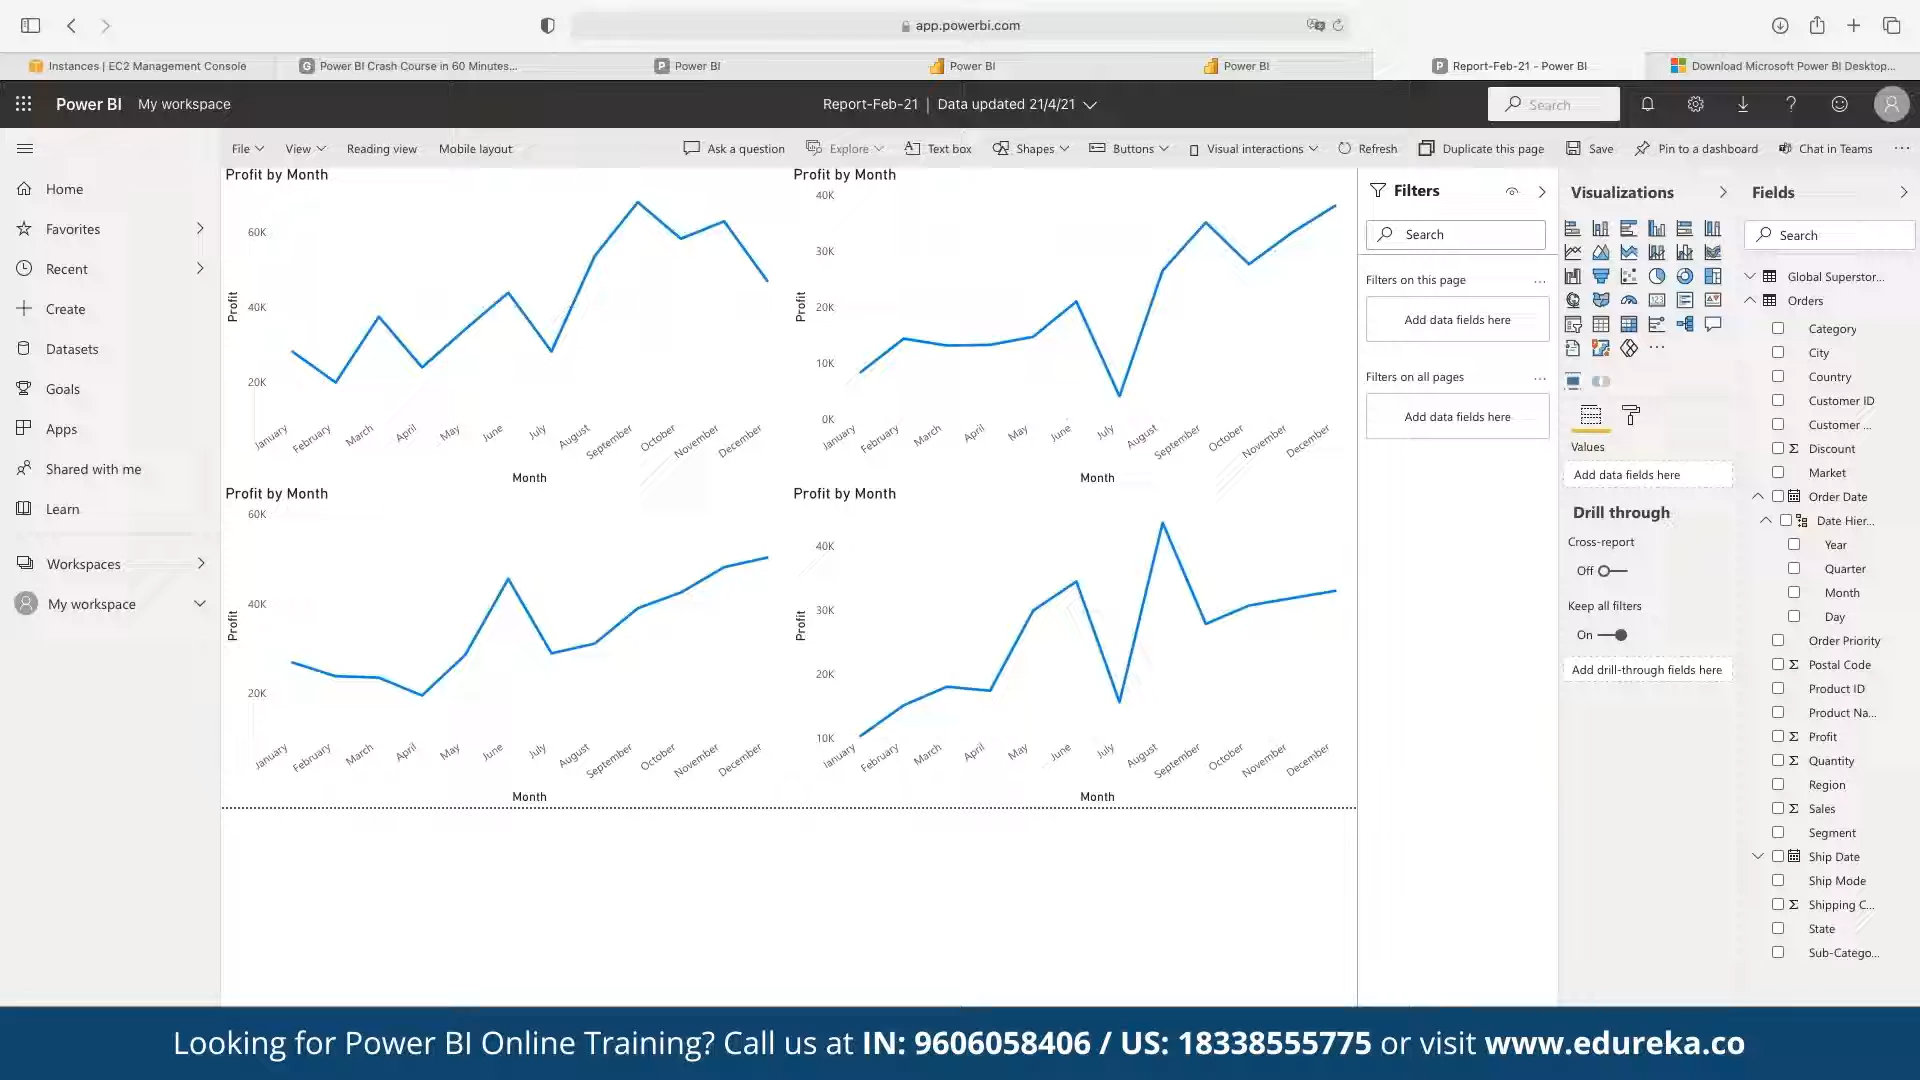 app.powerbi.com
Instances | EC2 Management Console
Power BI Crash Course in 60 Minutes...
Power BI
Power BI
Power BI
Report-Feb-21 - Power BI
Download Microsoft Power BI Desktop...
Power BI My workspace
Report-Feb-21 | Data updated 21/4/21
Search
File
View
Reading view
Mobile layout
Ask a question
Explore
Text box
Shapes
Buttons
Visual interactions
Refresh
Duplicate this page
Save
Pin to a dashboard
Chat in Teams
Home
Favorites
Recent
Create
Datasets
Goals
Apps
Shared with me
Learn
Workspaces
My workspace
Profit by Month
60K
40K
20K
Profit
January February March April May June July August September October November December
Month
Profit by Month
40K
30K
20K
10K
0K
Profit
January February March April May June July August September October November December
Month
Profit by Month
60K
40K
20K
Profit
January February March April May June July August September October November December
Month
Profit by Month
40K
30K
20K
10K
Profit
January February March April May June July August September October November December
Month
Filters
Search
Filters on this page
Add data fields here
Filters on all pages
Add data fields here
Visualizations
Values
Add data fields here
Drill through
Cross-report
Off
Keep all filters
On
Add drill-through fields here
Fields
Search
Global Superstor...
Orders
Category
City
Country
Customer ID
Customer ...
Discount
Market
Order Date
Date Hier...
Year
Quarter
Month
Day
Order Priority
Postal Code
Product ID
Product Na...
Profit
Quantity
Region
Sales
Segment
Ship Date
Ship Mode
Shipping C...
State
Sub-Catego...
Looking for Power BI Online Training? Call us at IN: 9606058406 / US: 18338555775 or visit www.edureka.co